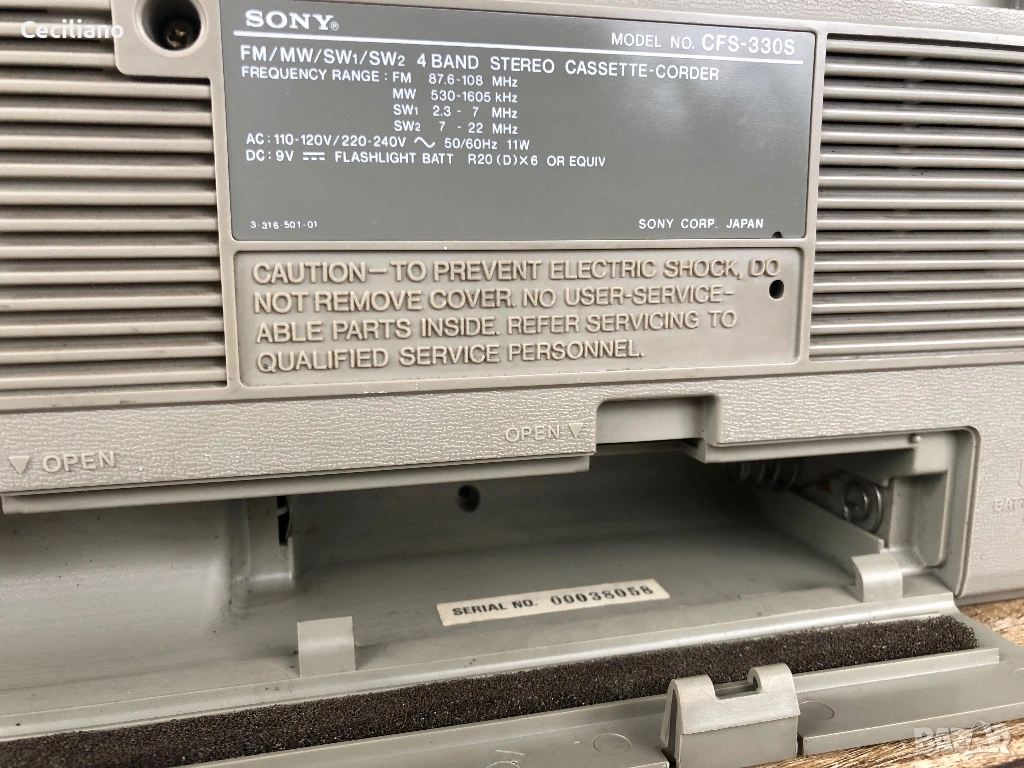 Ceciliano
SONY®
MODEL NO. CFS-330S
FM/MW/SW1/SW2 4 BAND STEREO CASSETTE-CORDER
FREQUENCY RANGE : FM 87.6-108 MHz
MW 530-1605 kHz
SW1 2.3 - 7 MHz
SW2 7 - 22 MHz
AC: 110-120V/220-240V ∼ 50/60Hz 11W
DC: 9V ⎓ FLASHLIGHT BATT R20 (D)×6 OR EQUIV
3-316-501-01
SONY CORP. JAPAN
CAUTION—TO PREVENT ELECTRIC SHOCK, DO
NOT REMOVE COVER. NO USER-SERVICE-
ABLE PARTS INSIDE. REFER SERVICING TO
QUALIFIED SERVICE PERSONNEL.
▽ OPEN
OPEN ▽
SERIAL NO. 00038058
BAZAR